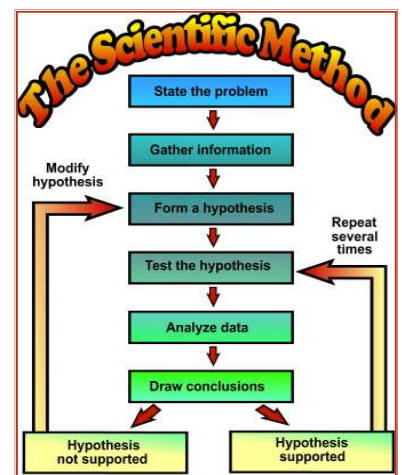 The Scientific Method
State the problem
Gather information
Modify
hypothesis
Form a hypothesis
Repeat
several
times
Test the hypothesis
Analyze data
Draw conclusions
Hypothesis
not supported
Hypothesis
supported